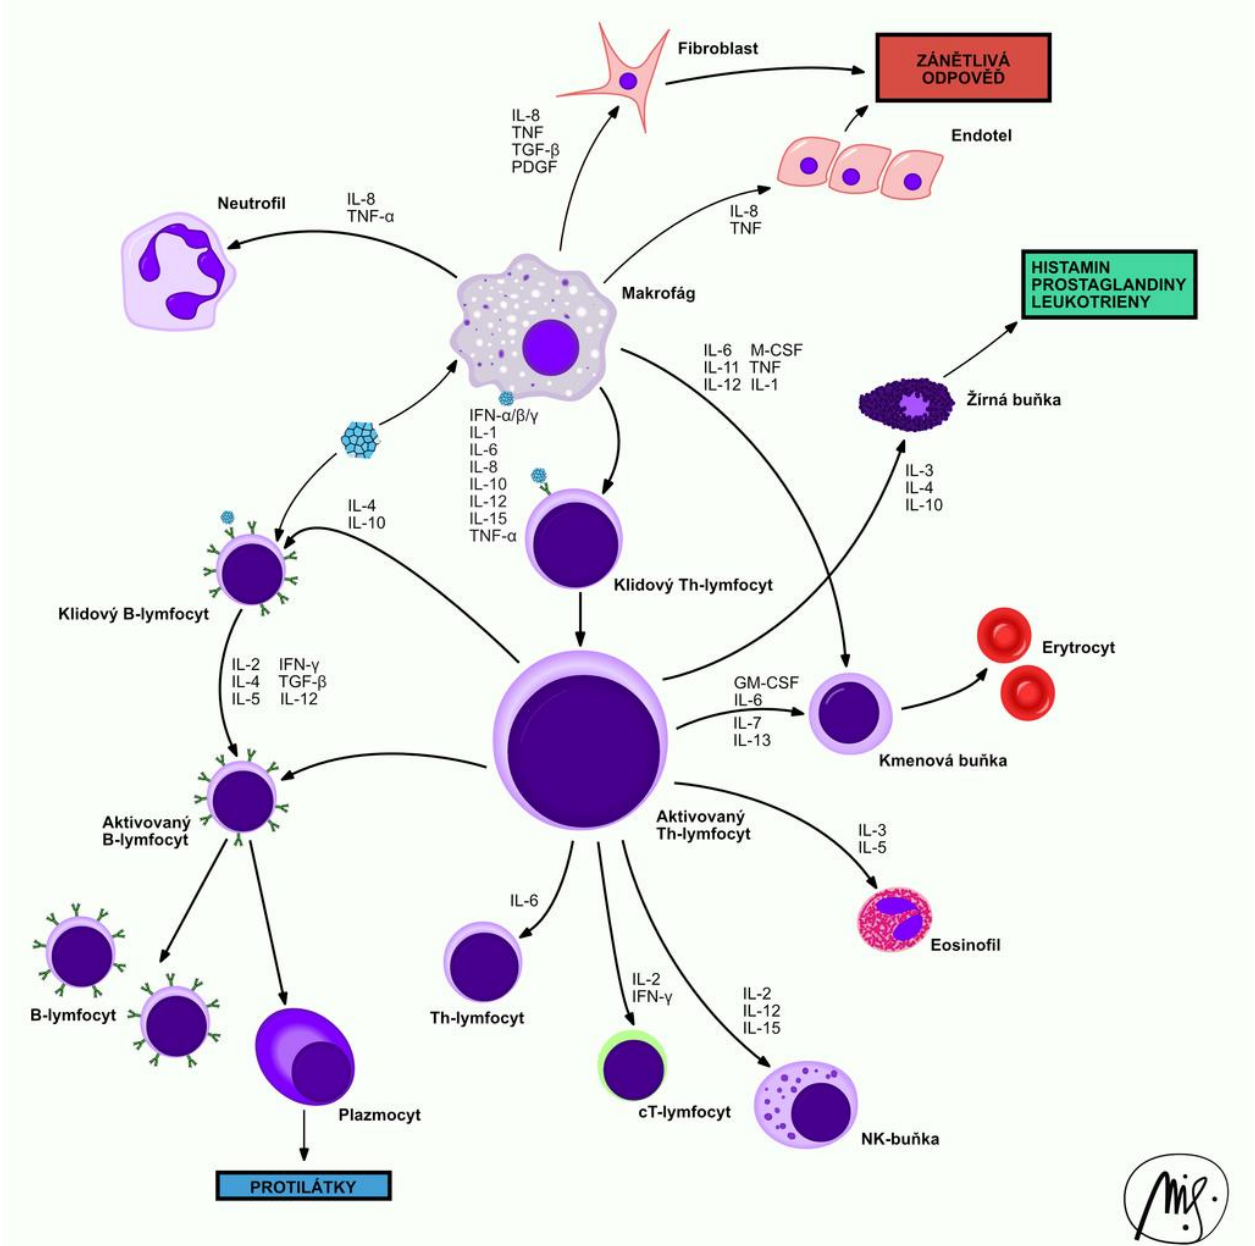 Fibroblast
ZÁNĚTLIVÁ
ODPOVĚĎ
IL-8
TNF
TGF-β
PDGF
Endotel
Neutrofil
IL-8
TNF-α
IL-8
TNF
Makrofág
HISTAMIN
PROSTAGLANDINY
LEUKOTRIENY
IL-6 M-CSF
IL-11 TNF
IL-12 IL-1
Žírná buňka
IFN-α/β/γ
IL-1
IL-6
IL-8
IL-10
IL-12
IL-15
TNF-α
IL-3
IL-4
IL-10
IL-4
IL-10
Klidový Th-lymfocyt
Klidový B-lymfocyt
Erytrocyt
IL-2 IFN-γ
IL-4 TGF-β
IL-5 IL-12
GM-CSF
IL-6
IL-7
IL-13
Kmenová buňka
Aktivovaný
B-lymfocyt
Aktivovaný
Th-lymfocyt
IL-3
IL-5
IL-6
Eosinofil
IL-2
IFN-γ
IL-2
IL-12
IL-15
B-lymfocyt
Th-lymfocyt
Plazmocyt
cT-lymfocyt
NK-buňka
PROTILÁTKY